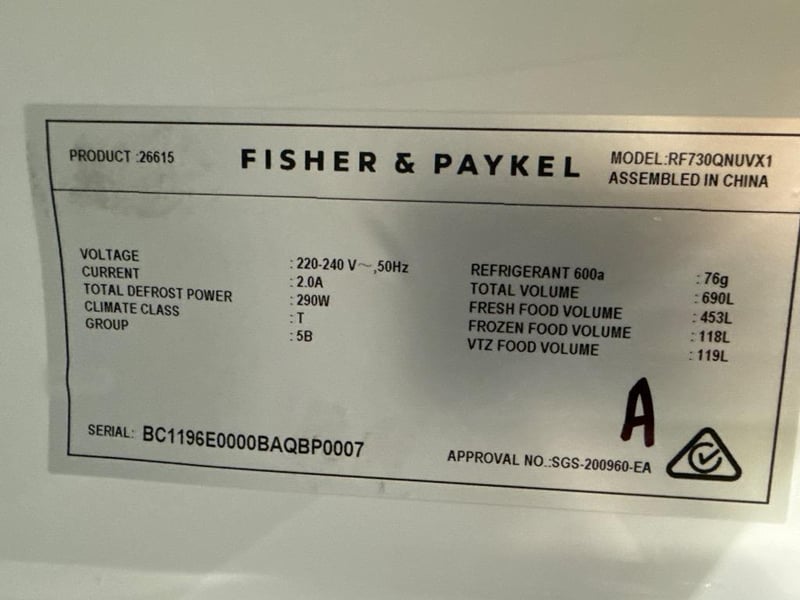 PRODUCT :26615
FISHER & PAYKEL
MODEL:RF730QNUVX1
ASSEMBLED IN CHINA
VOLTAGE : 220-240 V~,50Hz
CURRENT : 2.0A
TOTAL DEFROST POWER : 290W
CLIMATE CLASS : T
GROUP : 5B
REFRIGERANT 600a : 76g
TOTAL VOLUME : 690L
FRESH FOOD VOLUME : 453L
FROZEN FOOD VOLUME : 118L
VTZ FOOD VOLUME : 119L
A
SERIAL: BC1196E0000BAQBP0007
APPROVAL NO.:SGS-200960-EA